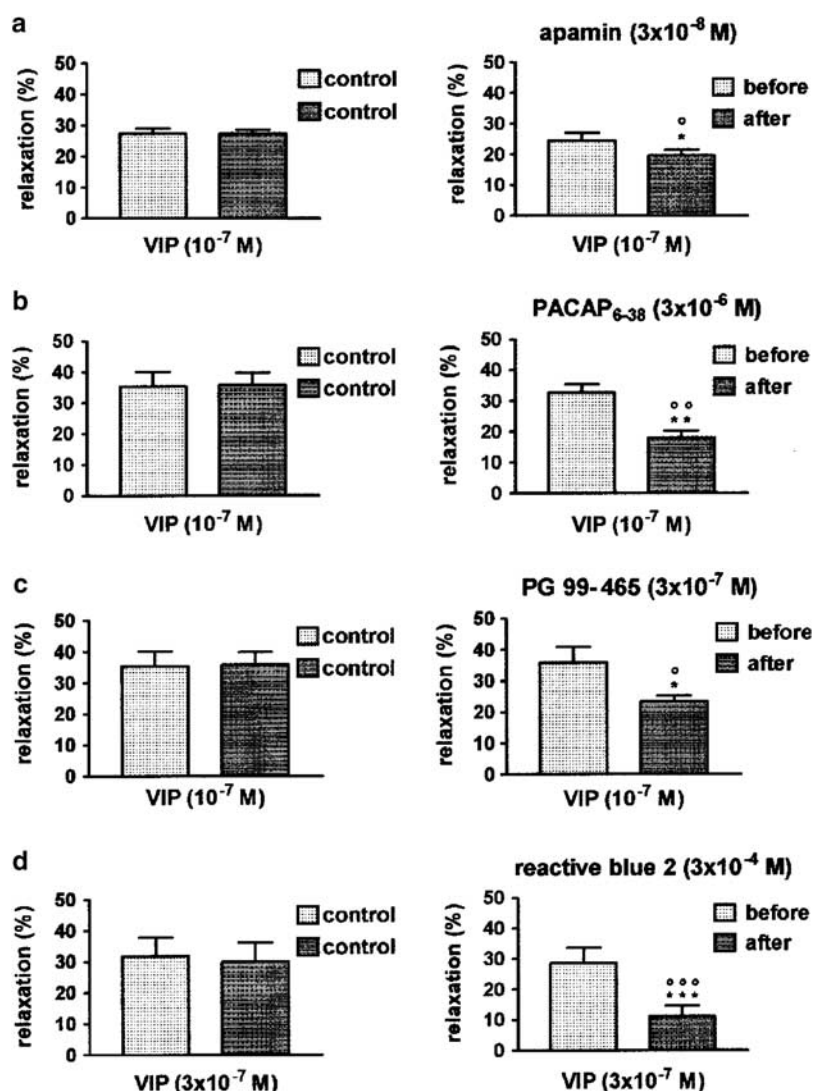 a
apamin (3x10⁻⁸ M)
relaxation (%)
50
40
30
20
10
0
control
control
VIP (10⁻⁷ M)
relaxation (%)
50
40
30
20
10
0
before
after
° 
*
VIP (10⁻⁷ M)
b
PACAP₆₋₃₈ (3x10⁻⁶ M)
relaxation (%)
50
40
30
20
10
0
control
control
VIP (10⁻⁷ M)
relaxation (%)
50
40
30
20
10
0
before
after
° °
* *
VIP (10⁻⁷ M)
c
PG 99-465 (3x10⁻⁷ M)
relaxation (%)
50
40
30
20
10
0
control
control
VIP (10⁻⁷ M)
relaxation (%)
50
40
30
20
10
0
before
after
°
*
VIP (10⁻⁷ M)
d
reactive blue 2 (3x10⁻⁴ M)
relaxation (%)
50
40
30
20
10
0
control
control
VIP (3x10⁻⁷ M)
relaxation (%)
50
40
30
20
10
0
before
after
° ° °
* * *
VIP (3x10⁻⁷ M)